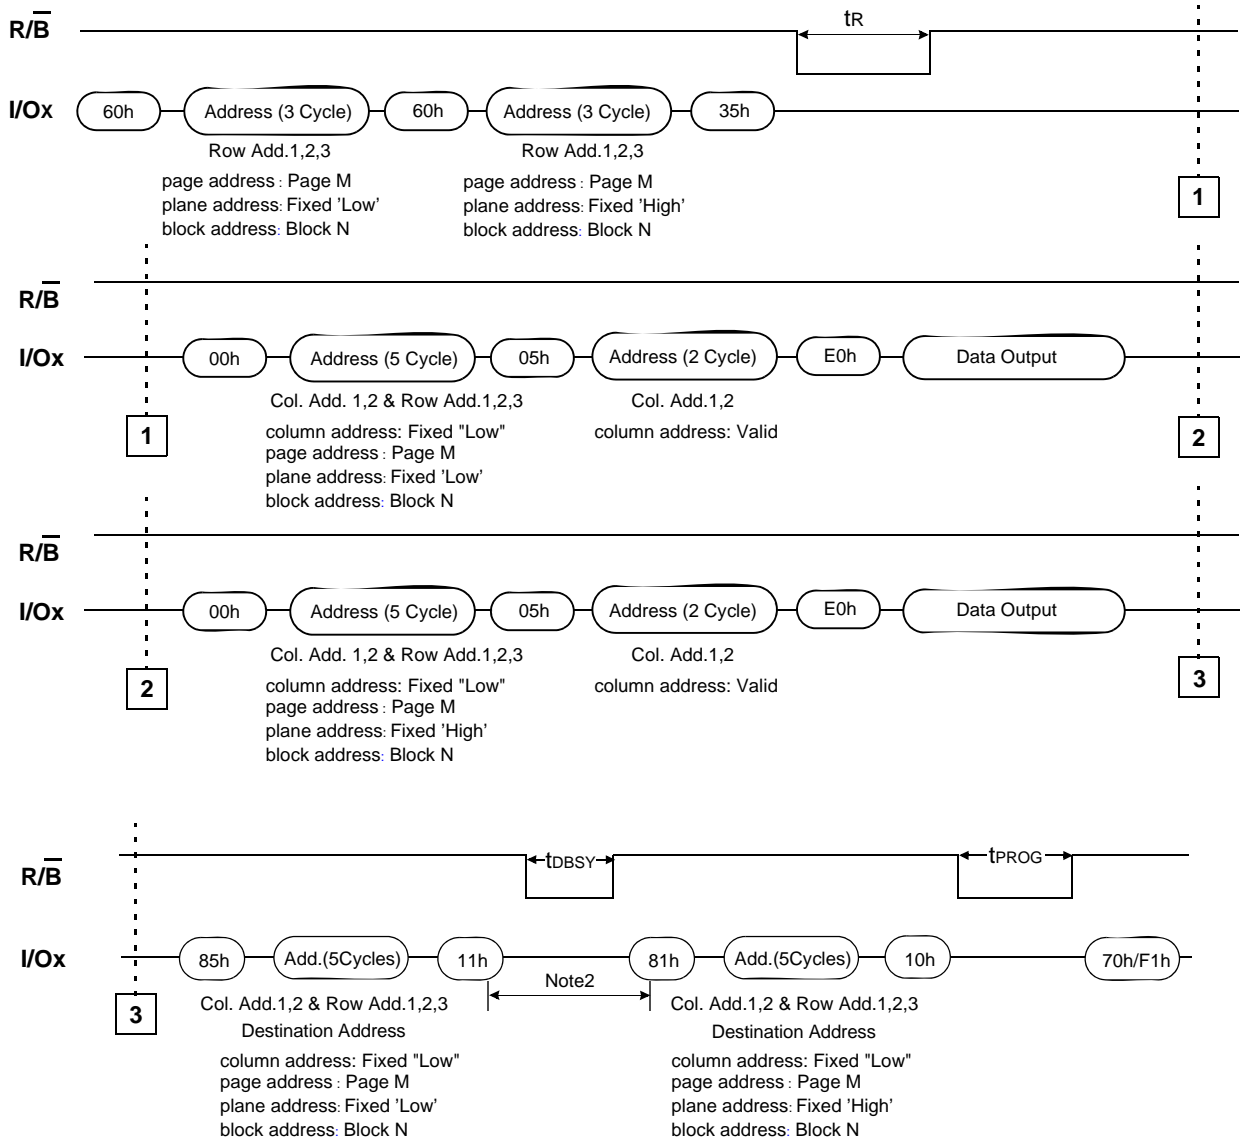 R/B tR
I/Ox 60h Address (3 Cycle) 60h Address (3 Cycle) 35h
Row Add.1,2,3 Row Add.1,2,3
page address : Page M page address : Page M
plane address: Fixed 'Low' plane address: Fixed 'High'
block address: Block N block address: Block N
1
R/B
I/Ox 00h Address (5 Cycle) 05h Address (2 Cycle) E0h Data Output
Col. Add. 1,2 & Row Add.1,2,3 Col. Add.1,2
1 column address: Fixed "Low" column address: Valid 2
page address : Page M
plane address: Fixed 'Low'
block address: Block N
R/B
I/Ox 00h Address (5 Cycle) 05h Address (2 Cycle) E0h Data Output
Col. Add. 1,2 & Row Add.1,2,3 Col. Add.1,2
2 column address: Fixed "Low" column address: Valid 3
page address : Page M
plane address: Fixed 'High'
block address: Block N
R/B tDBSY tPROG
I/Ox 85h Add.(5Cycles) 11h 81h Add.(5Cycles) 10h 70h/F1h
Note2
3 Col. Add.1,2 & Row Add.1,2,3 Col. Add.1,2 & Row Add.1,2,3
Destination Address Destination Address
column address: Fixed "Low" column address: Fixed "Low"
page address : Page M page address : Page M
plane address: Fixed 'Low' plane address: Fixed 'High'
block address: Block N block address: Block N